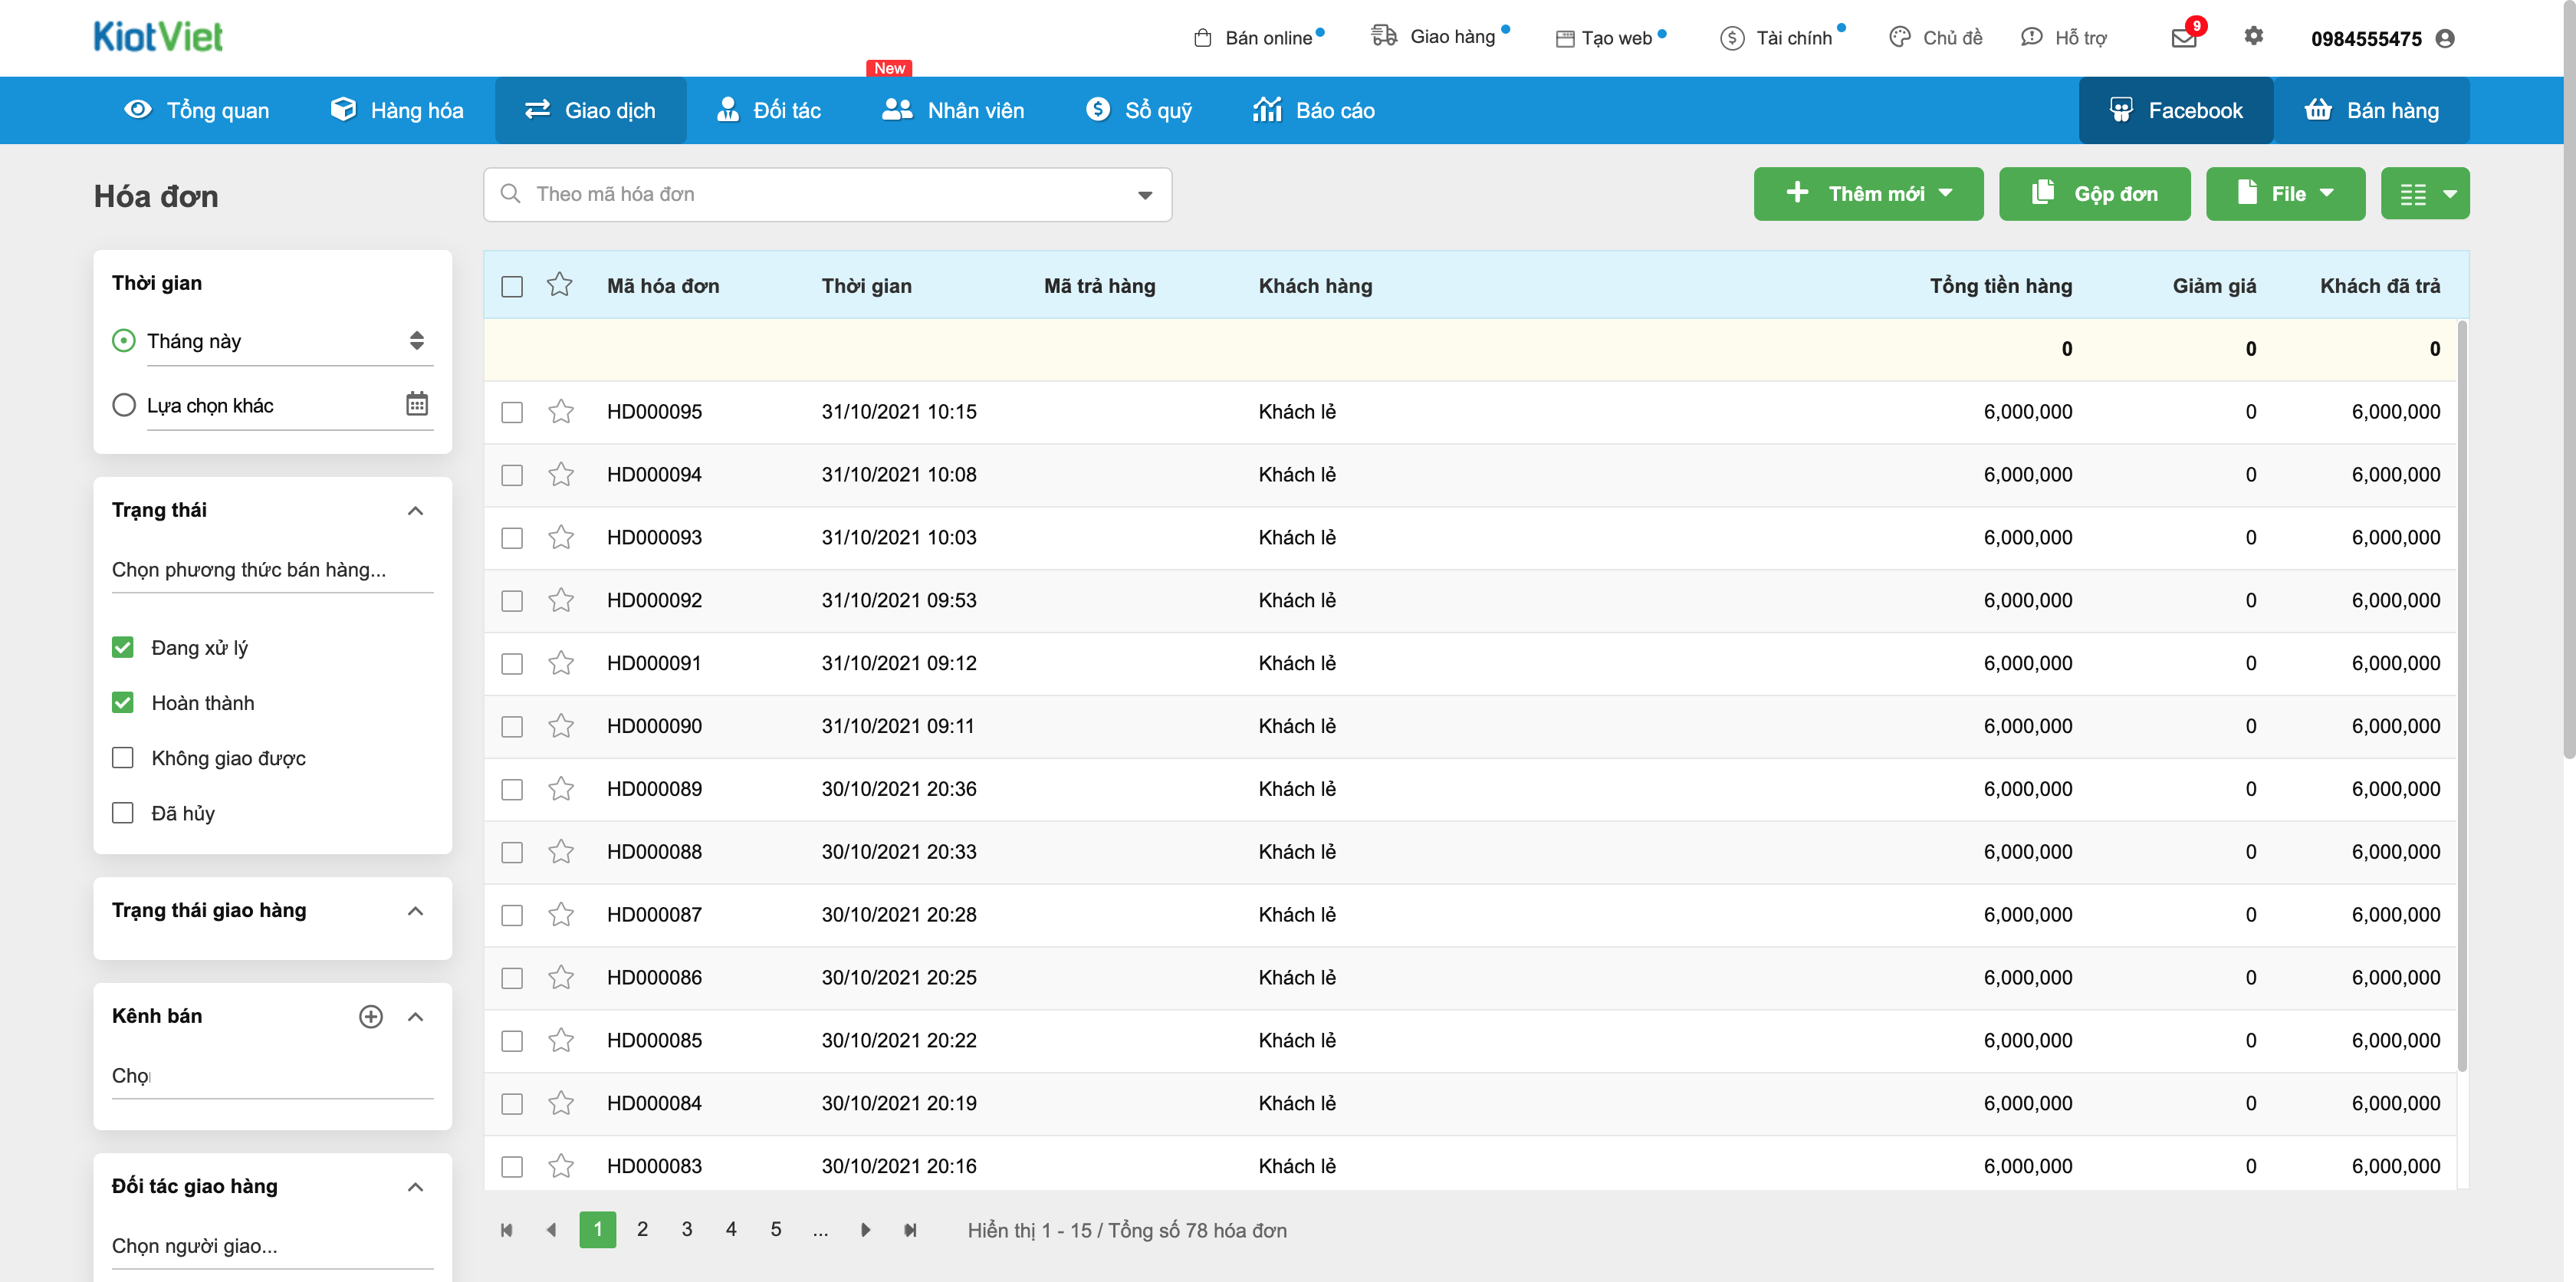 KiotViet
Bán online Giao hàng Tạo web Tài chính Chủ đề Hỗ trợ 9 0984555475
New
Tổng quan Hàng hóa Giao dịch Đối tác Nhân viên Sổ quỹ Báo cáo Facebook Bán hàng
Hóa đơn
Theo mã hóa đơn
Thêm mới Gộp đơn File
Thời gian
Tháng này
Lựa chọn khác
Trạng thái
Chọn phương thức bán hàng...
Đang xử lý
Hoàn thành
Không giao được
Đã hủy
Trạng thái giao hàng
Kênh bán
Chọn
Đối tác giao hàng
Chọn người giao...
Mã hóa đơn Thời gian Mã trả hàng Khách hàng Tổng tiền hàng Giảm giá Khách đã trả
0 0 0
HD000095 31/10/2021 10:15 Khách lẻ 6,000,000 0 6,000,000
HD000094 31/10/2021 10:08 Khách lẻ 6,000,000 0 6,000,000
HD000093 31/10/2021 10:03 Khách lẻ 6,000,000 0 6,000,000
HD000092 31/10/2021 09:53 Khách lẻ 6,000,000 0 6,000,000
HD000091 31/10/2021 09:12 Khách lẻ 6,000,000 0 6,000,000
HD000090 31/10/2021 09:11 Khách lẻ 6,000,000 0 6,000,000
HD000089 30/10/2021 20:36 Khách lẻ 6,000,000 0 6,000,000
HD000088 30/10/2021 20:33 Khách lẻ 6,000,000 0 6,000,000
HD000087 30/10/2021 20:28 Khách lẻ 6,000,000 0 6,000,000
HD000086 30/10/2021 20:25 Khách lẻ 6,000,000 0 6,000,000
HD000085 30/10/2021 20:22 Khách lẻ 6,000,000 0 6,000,000
HD000084 30/10/2021 20:19 Khách lẻ 6,000,000 0 6,000,000
HD000083 30/10/2021 20:16 Khách lẻ 6,000,000 0 6,000,000
1 2 3 4 5 ... Hiển thị 1 - 15 / Tổng số 78 hóa đơn